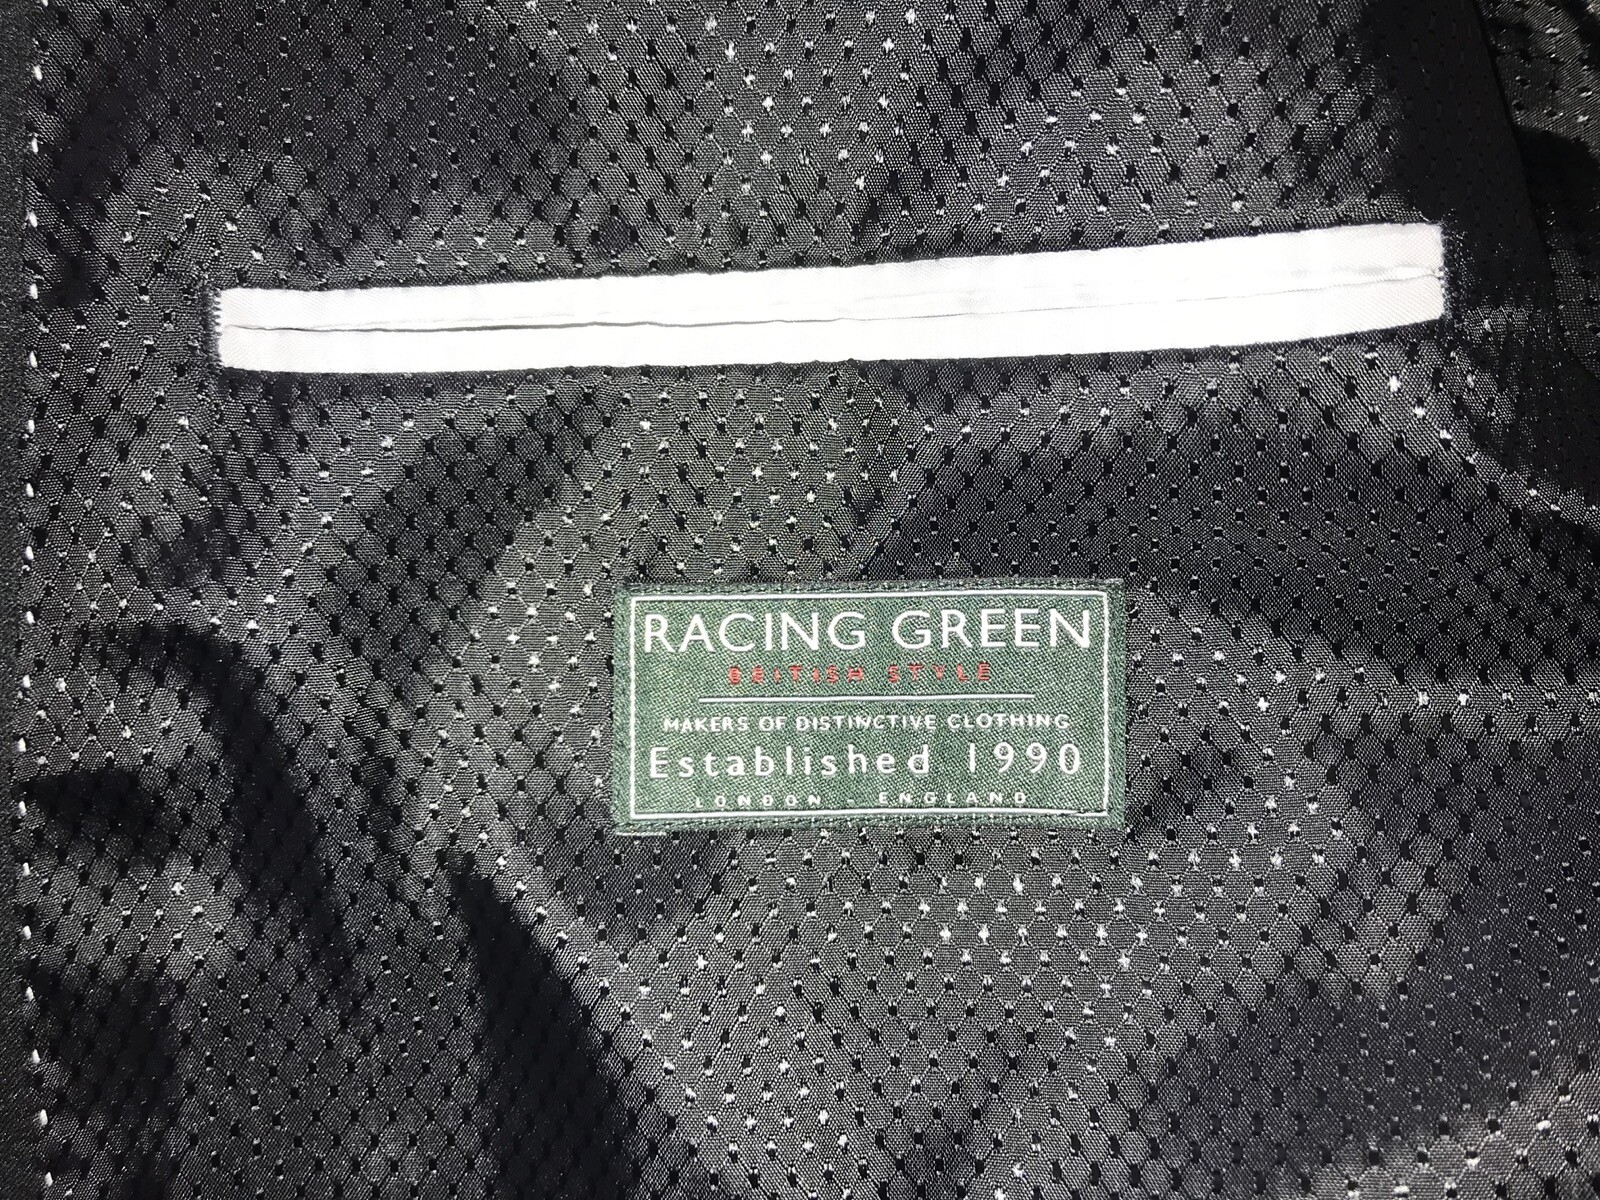 RACING GREEN
BRITISH STYLE
MAKERS OF DISTINCTIVE CLOTHING
Established 1990
LONDON - ENGLAND